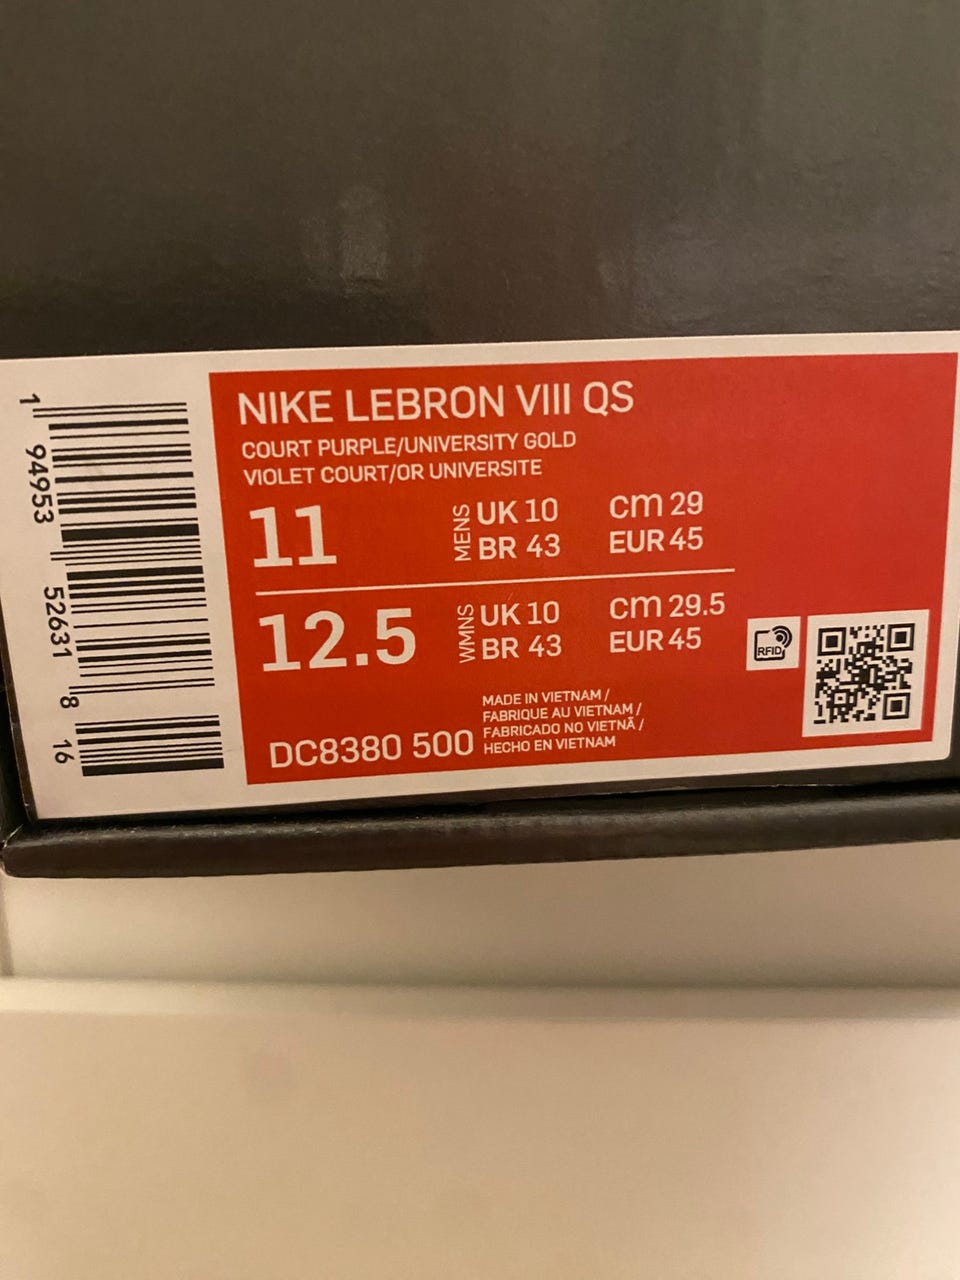 NIKE LEBRON VIII QS
COURT PURPLE/UNIVERSITY GOLD
VIOLET COURT/OR UNIVERSITE
11 MENS UK 10 cm 29
BR 43 EUR 45
12.5 WMNS UK 10 cm 29.5
BR 43 EUR 45
RFID
DC8380 500
MADE IN VIETNAM /
FABRIQUE AU VIETNAM /
FABRICADO NO VIETNÃ /
HECHO EN VIETNAM
1 94953 52631 8 16